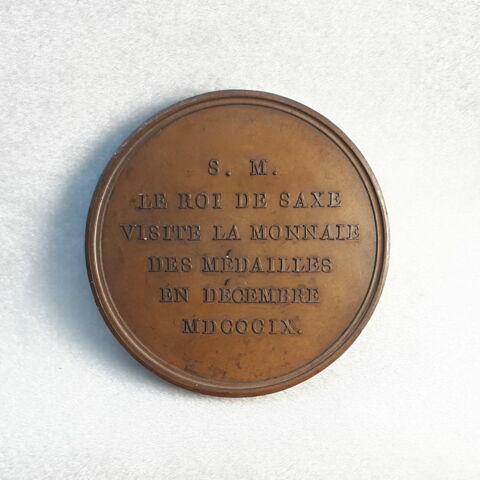 S. M.
LE ROI DE SAXE
VISITE LA MONNAIE
DES MÉDAILLES
EN DÉCEMBRE
MDCCCIX.